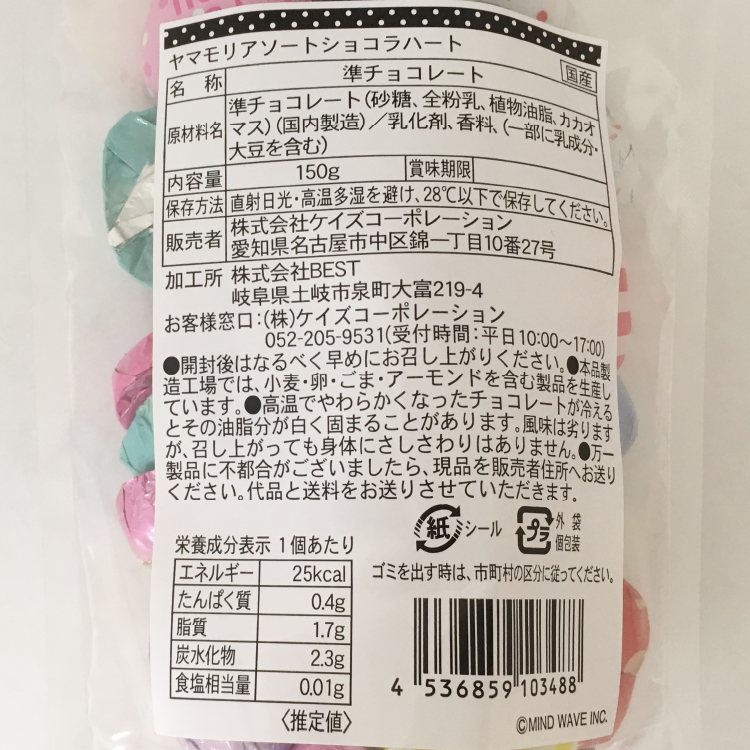 ヤマモリアソートショコラハート
名 称 準チョコレート 国産
原材料名 準チョコレート(砂糖、全粉乳、植物油脂、カカオ
マス)(国内製造)/乳化剤、香料、(一部に乳成分・
大豆を含む)
内容量 150g 賞味期限
保存方法 直射日光・高温多湿を避け、28℃以下で保存してください。
販売者 株式会社ケイズコーポレーション
愛知県名古屋市中区錦一丁目10番27号
加工所 株式会社BEST
岐阜県土岐市泉町大富219-4
お客様窓口:(株)ケイズコーポレーション
052-205-9531(受付時間:平日10:00〜17:00)
●開封後はなるべく早めにお召し上がりください。●本品製
造工場では、小麦・卵・ごま・アーモンドを含む製品を生産し
ています。●高温でやわらかくなったチョコレートが冷える
とその油脂分が白く固まることがあります。風味は劣ります
が、召し上がっても身体にさしさわりはありません。●万一
製品に不都合がございましたら、現品を販売者住所へお送り
ください。代品と送料をお送りさせていただきます。
紙 シール プラ 外 袋
個包装
ゴミを出す時は、市町村の区分に従ってください。
栄養成分表示 1個あたり
エネルギー 25kcal
たんぱく質 0.4g
脂質 1.7g
炭水化物 2.3g
食塩相当量 0.01g
〈推定値〉
4 536859 103488
©MIND WAVE INC.